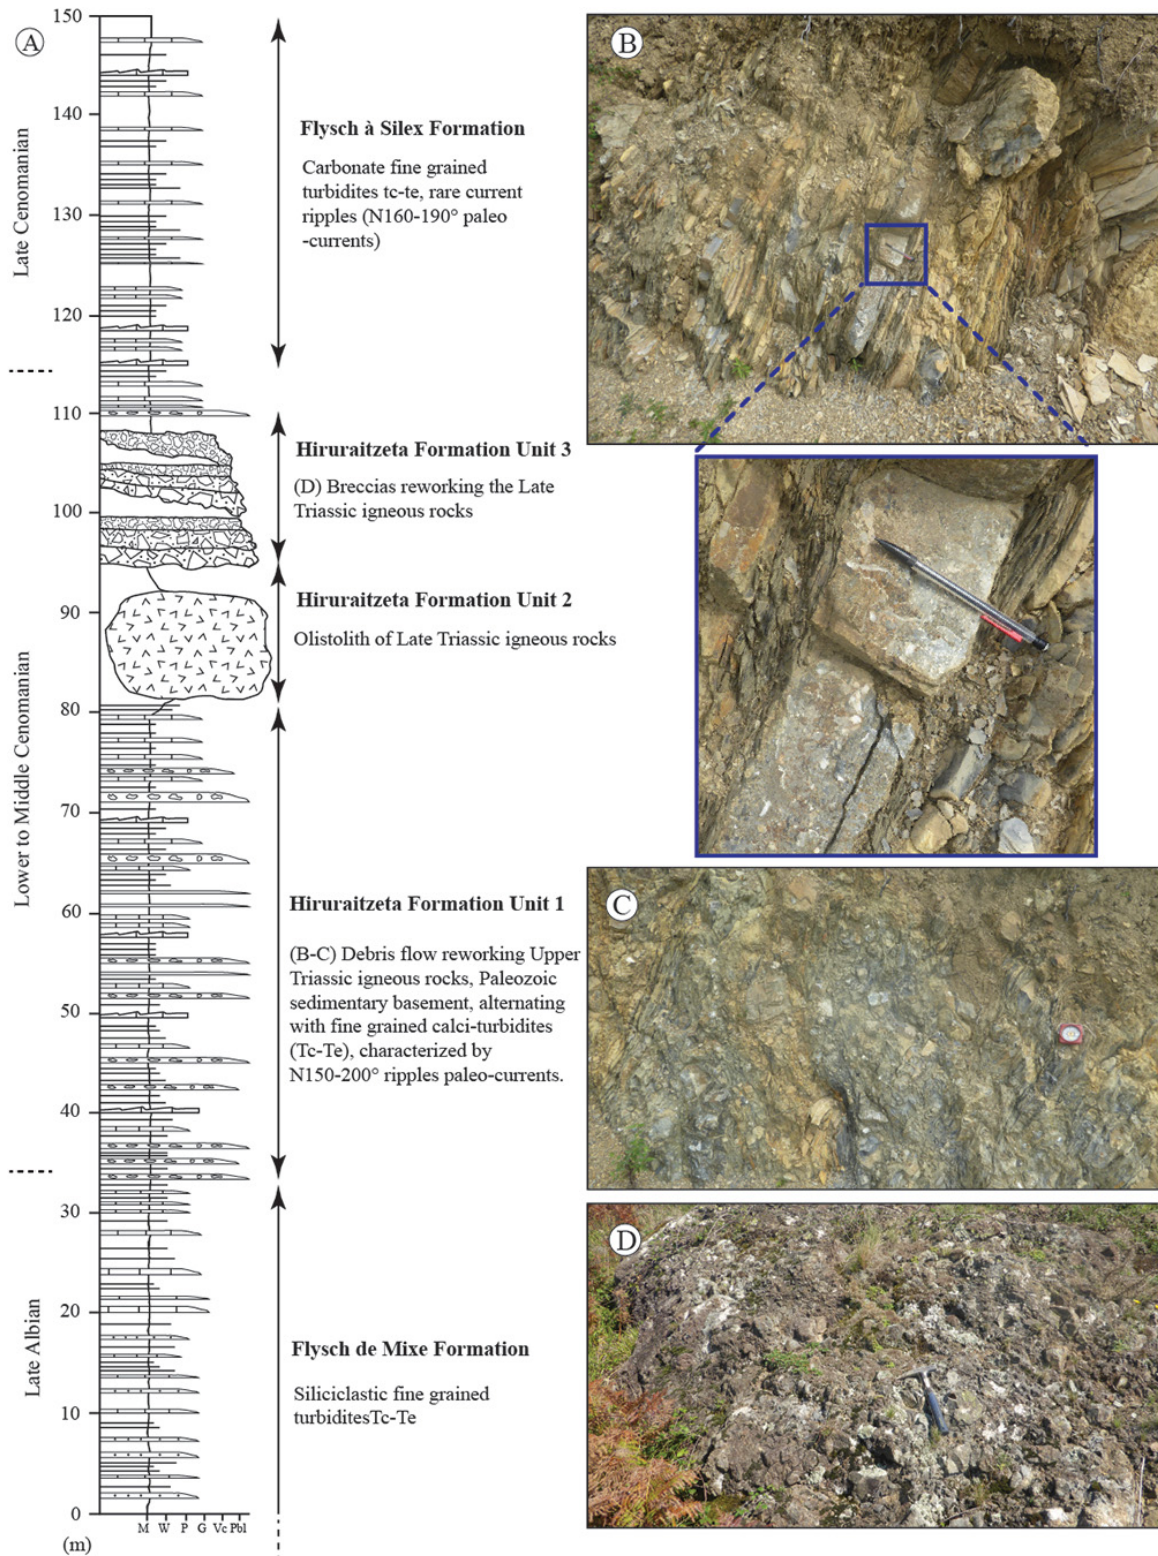 A
150
140
130
120
110
100
90
80
70
60
50
40
30
20
10
0
(m)
M W P G Vc Pbl
Late Cenomanian
Lower to Middle Cenomanian
Late Albian
Flysch à Silex Formation
Carbonate fine grained
turbidites tc-te, rare current
ripples (N160-190° paleo
-currents)
Hiruraitzeta Formation Unit 3
(D) Breccias reworking the Late
Triassic igneous rocks
Hiruraitzeta Formation Unit 2
Olistolith of Late Triassic igneous rocks
Hiruraitzeta Formation Unit 1
(B-C) Debris flow reworking Upper
Triassic igneous rocks, Paleozoic
sedimentary basement, alternating
with fine grained calci-turbidites
(Tc-Te), characterized by
N150-200° ripples paleo-currents.
Flysch de Mixe Formation
Siliciclastic fine grained
turbiditesTc-Te
B
C
D